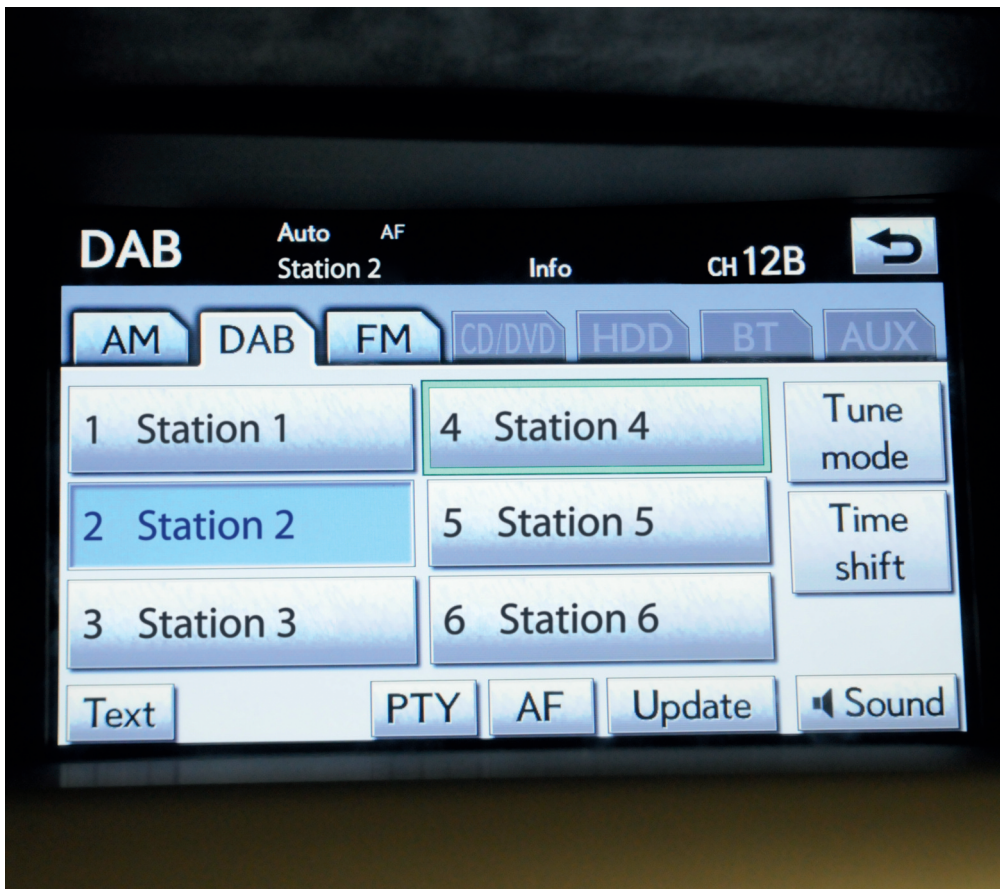 DAB Auto AF
Station 2 Info CH 12B
AM DAB FM CD/DVD HDD BT AUX
1 Station 1
4 Station 4
Tune
mode
2 Station 2
5 Station 5
Time
shift
3 Station 3
6 Station 6
Text PTY AF Update Sound